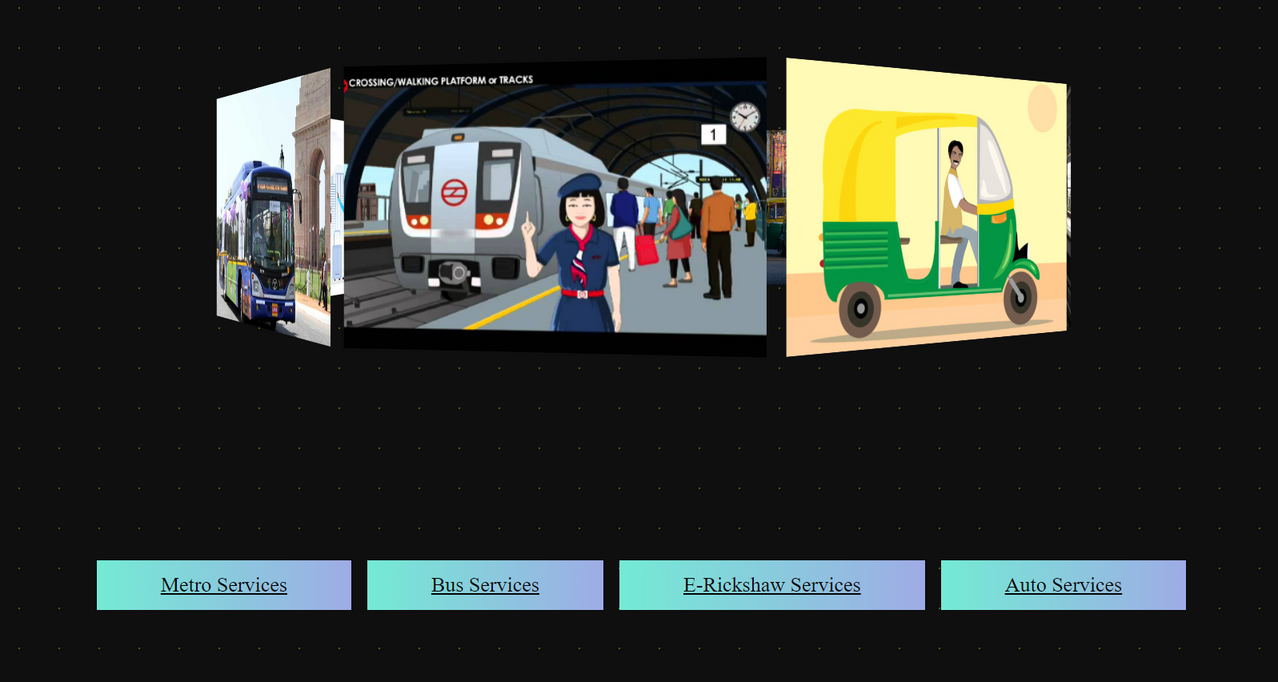 CROSSING/WALKING PLATFORM or TRACKS
1
Metro Services
Bus Services
E-Rickshaw Services
Auto Services